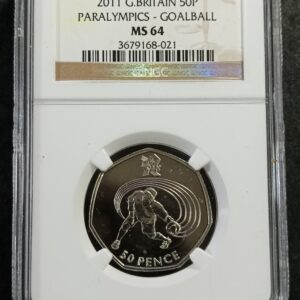 2011 G.BRITAIN 50P
PARALYMPICS - GOALBALL
MS 64
3679168-021
50 PENCE